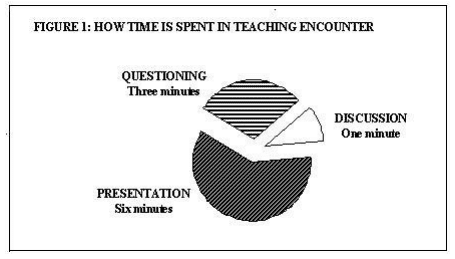 FIGURE 1: HOW TIME IS SPENT IN TEACHING ENCOUNTER
QUESTIONING
Three minutes
DISCUSSION
One minute
PRESENTATION
Six minutes